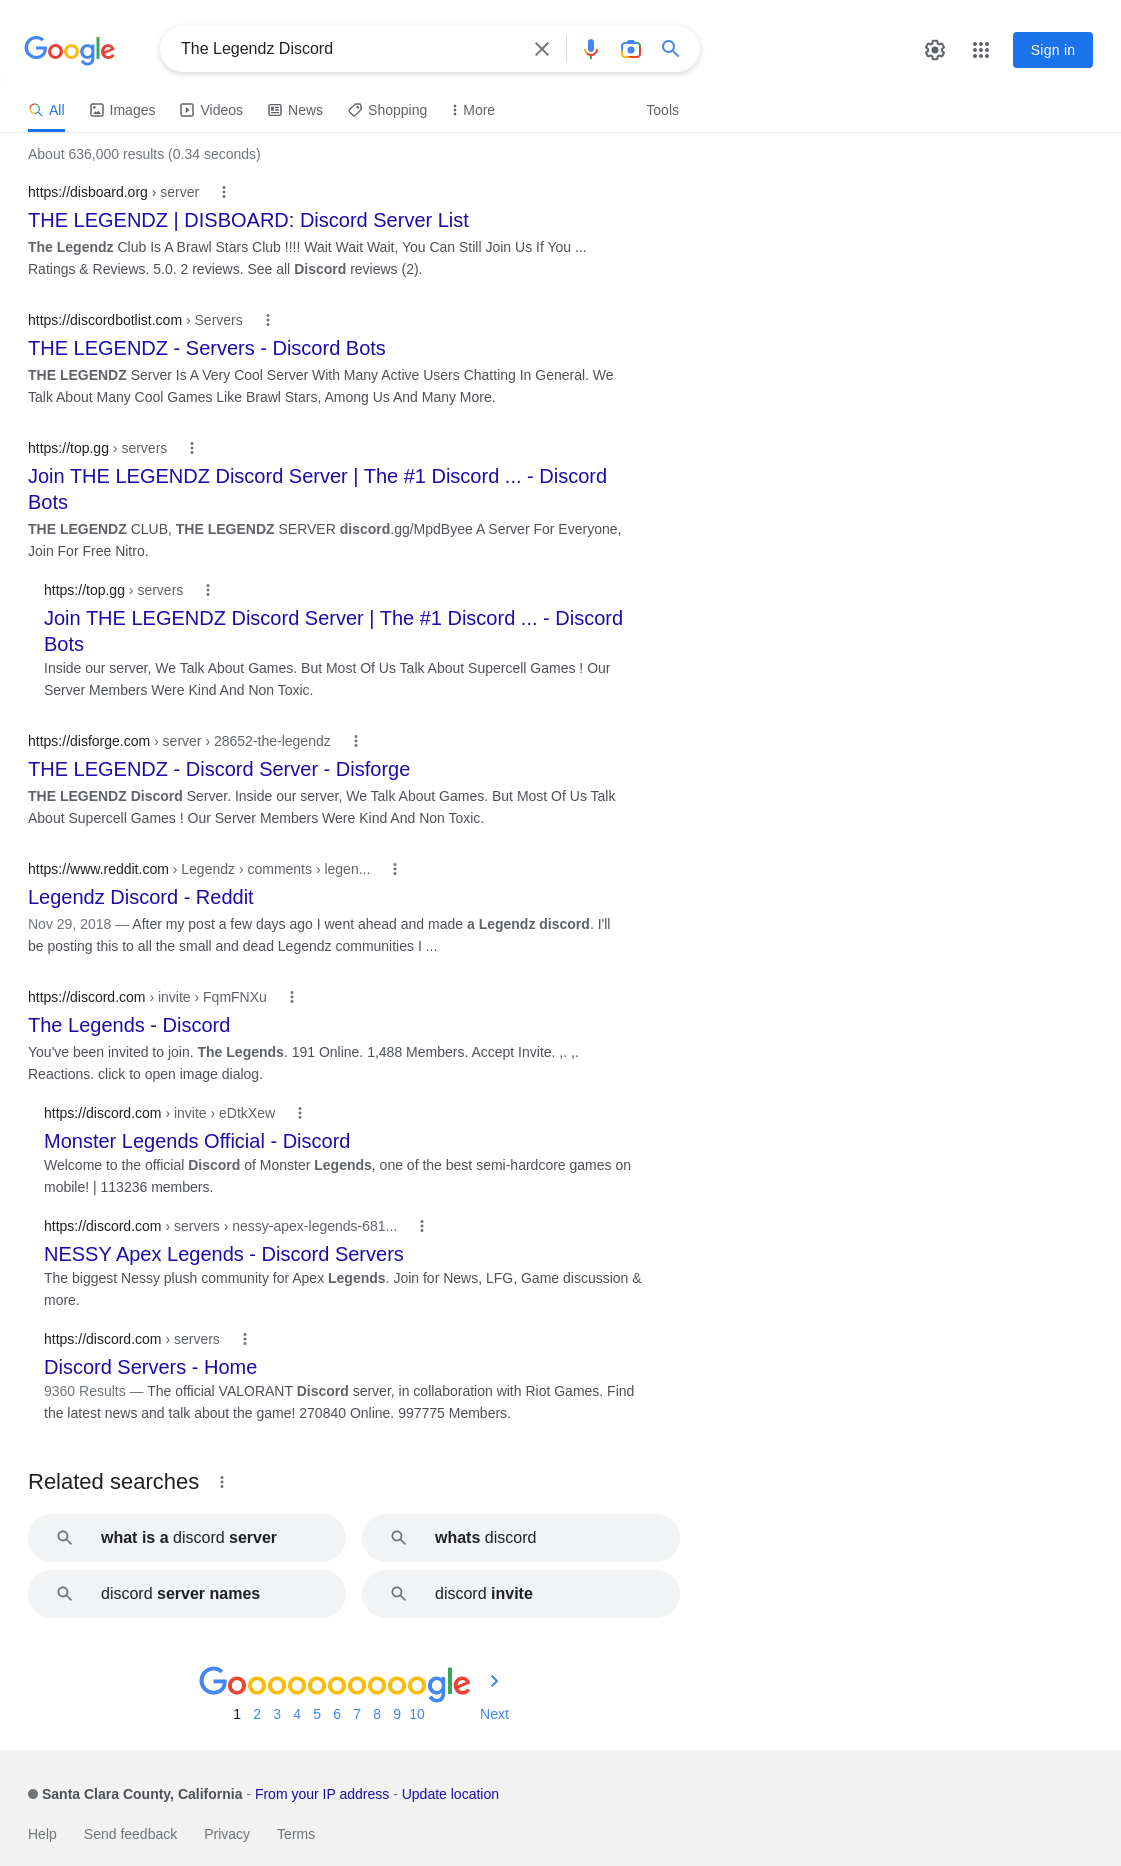 Google
The Legendz Discord
Sign in
All Images Videos News Shopping More Tools
About 636,000 results (0.34 seconds)
https://disboard.org › server
THE LEGENDZ | DISBOARD: Discord Server List
The Legendz Club Is A Brawl Stars Club !!!! Wait Wait Wait, You Can Still Join Us If You ...
Ratings & Reviews. 5.0. 2 reviews. See all Discord reviews (2).
https://discordbotlist.com › Servers
THE LEGENDZ - Servers - Discord Bots
THE LEGENDZ Server Is A Very Cool Server With Many Active Users Chatting In General. We
Talk About Many Cool Games Like Brawl Stars, Among Us And Many More.
https://top.gg › servers
Join THE LEGENDZ Discord Server | The #1 Discord ... - Discord
Bots
THE LEGENDZ CLUB, THE LEGENDZ SERVER discord.gg/MpdByee A Server For Everyone,
Join For Free Nitro.
https://top.gg › servers
Join THE LEGENDZ Discord Server | The #1 Discord ... - Discord
Bots
Inside our server, We Talk About Games. But Most Of Us Talk About Supercell Games ! Our
Server Members Were Kind And Non Toxic.
https://disforge.com › server › 28652-the-legendz
THE LEGENDZ - Discord Server - Disforge
THE LEGENDZ Discord Server. Inside our server, We Talk About Games. But Most Of Us Talk
About Supercell Games ! Our Server Members Were Kind And Non Toxic.
https://www.reddit.com › Legendz › comments › legen...
Legendz Discord - Reddit
Nov 29, 2018 — After my post a few days ago I went ahead and made a Legendz discord. I'll
be posting this to all the small and dead Legendz communities I ...
https://discord.com › invite › FqmFNXu
The Legends - Discord
You've been invited to join. The Legends. 191 Online. 1,488 Members. Accept Invite. ,. ,.
Reactions. click to open image dialog.
https://discord.com › invite › eDtkXew
Monster Legends Official - Discord
Welcome to the official Discord of Monster Legends, one of the best semi-hardcore games on
mobile! | 113236 members.
https://discord.com › servers › nessy-apex-legends-681...
NESSY Apex Legends - Discord Servers
The biggest Nessy plush community for Apex Legends. Join for News, LFG, Game discussion &
more.
https://discord.com › servers
Discord Servers - Home
9360 Results — The official VALORANT Discord server, in collaboration with Riot Games. Find
the latest news and talk about the game! 270840 Online. 997775 Members.
Related searches
what is a discord server
whats discord
discord server names
discord invite
Goooooooooogle
1 2 3 4 5 6 7 8 9 10 Next
Santa Clara County, California - From your IP address - Update location
Help Send feedback Privacy Terms